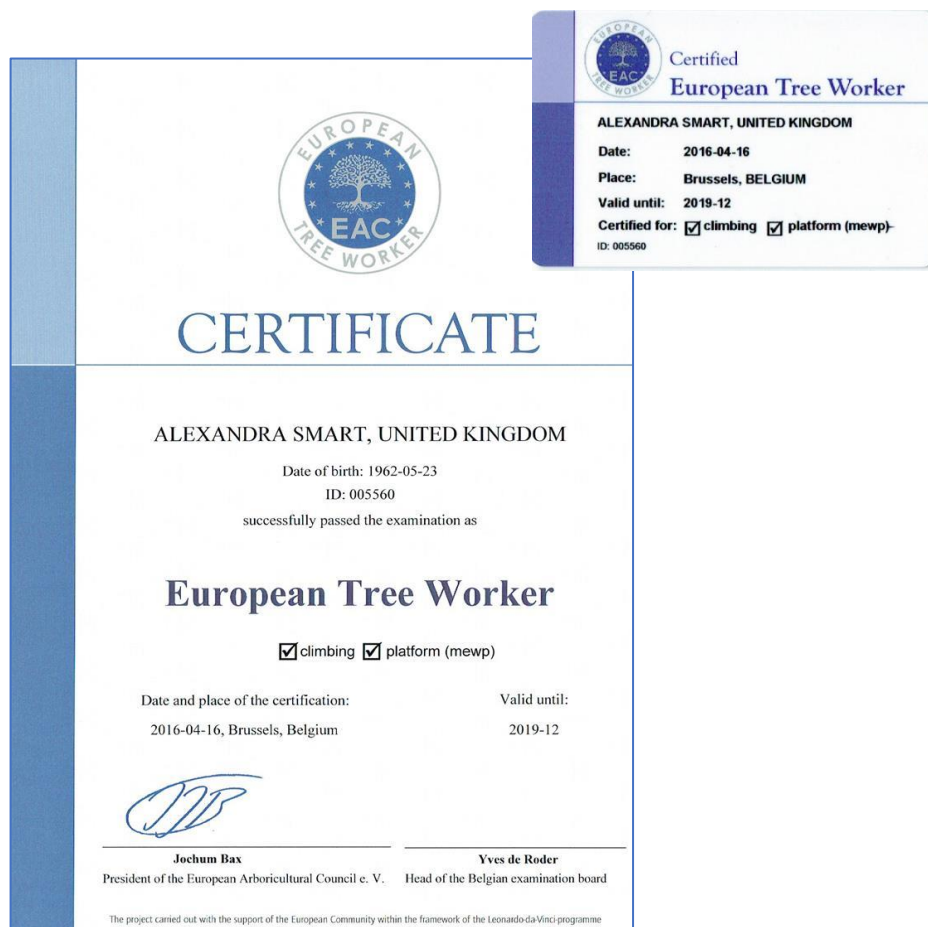 EUROPEAN
EAC
TREE WORKER
CERTIFICATE
ALEXANDRA SMART, UNITED KINGDOM
Date of birth: 1962-05-23
ID: 005560
successfully passed the examination as
European Tree Worker
climbing platform (mewp)
Date and place of the certification:
Valid until:
2016-04-16, Brussels, Belgium
2019-12
Jochum Bax
President of the European Arboricultural Council e. V.
Yves de Roder
Head of the Belgian examination board
The project carried out with the support of the European Community within the framework of the Leonardo-da-Vinci-programme
EUROPEAN
EAC
TREE WORKER
Certified
European Tree Worker
ALEXANDRA SMART, UNITED KINGDOM
Date: 2016-04-16
Place: Brussels, BELGIUM
Valid until: 2019-12
Certified for: climbing platform (mewp)
ID: 005560